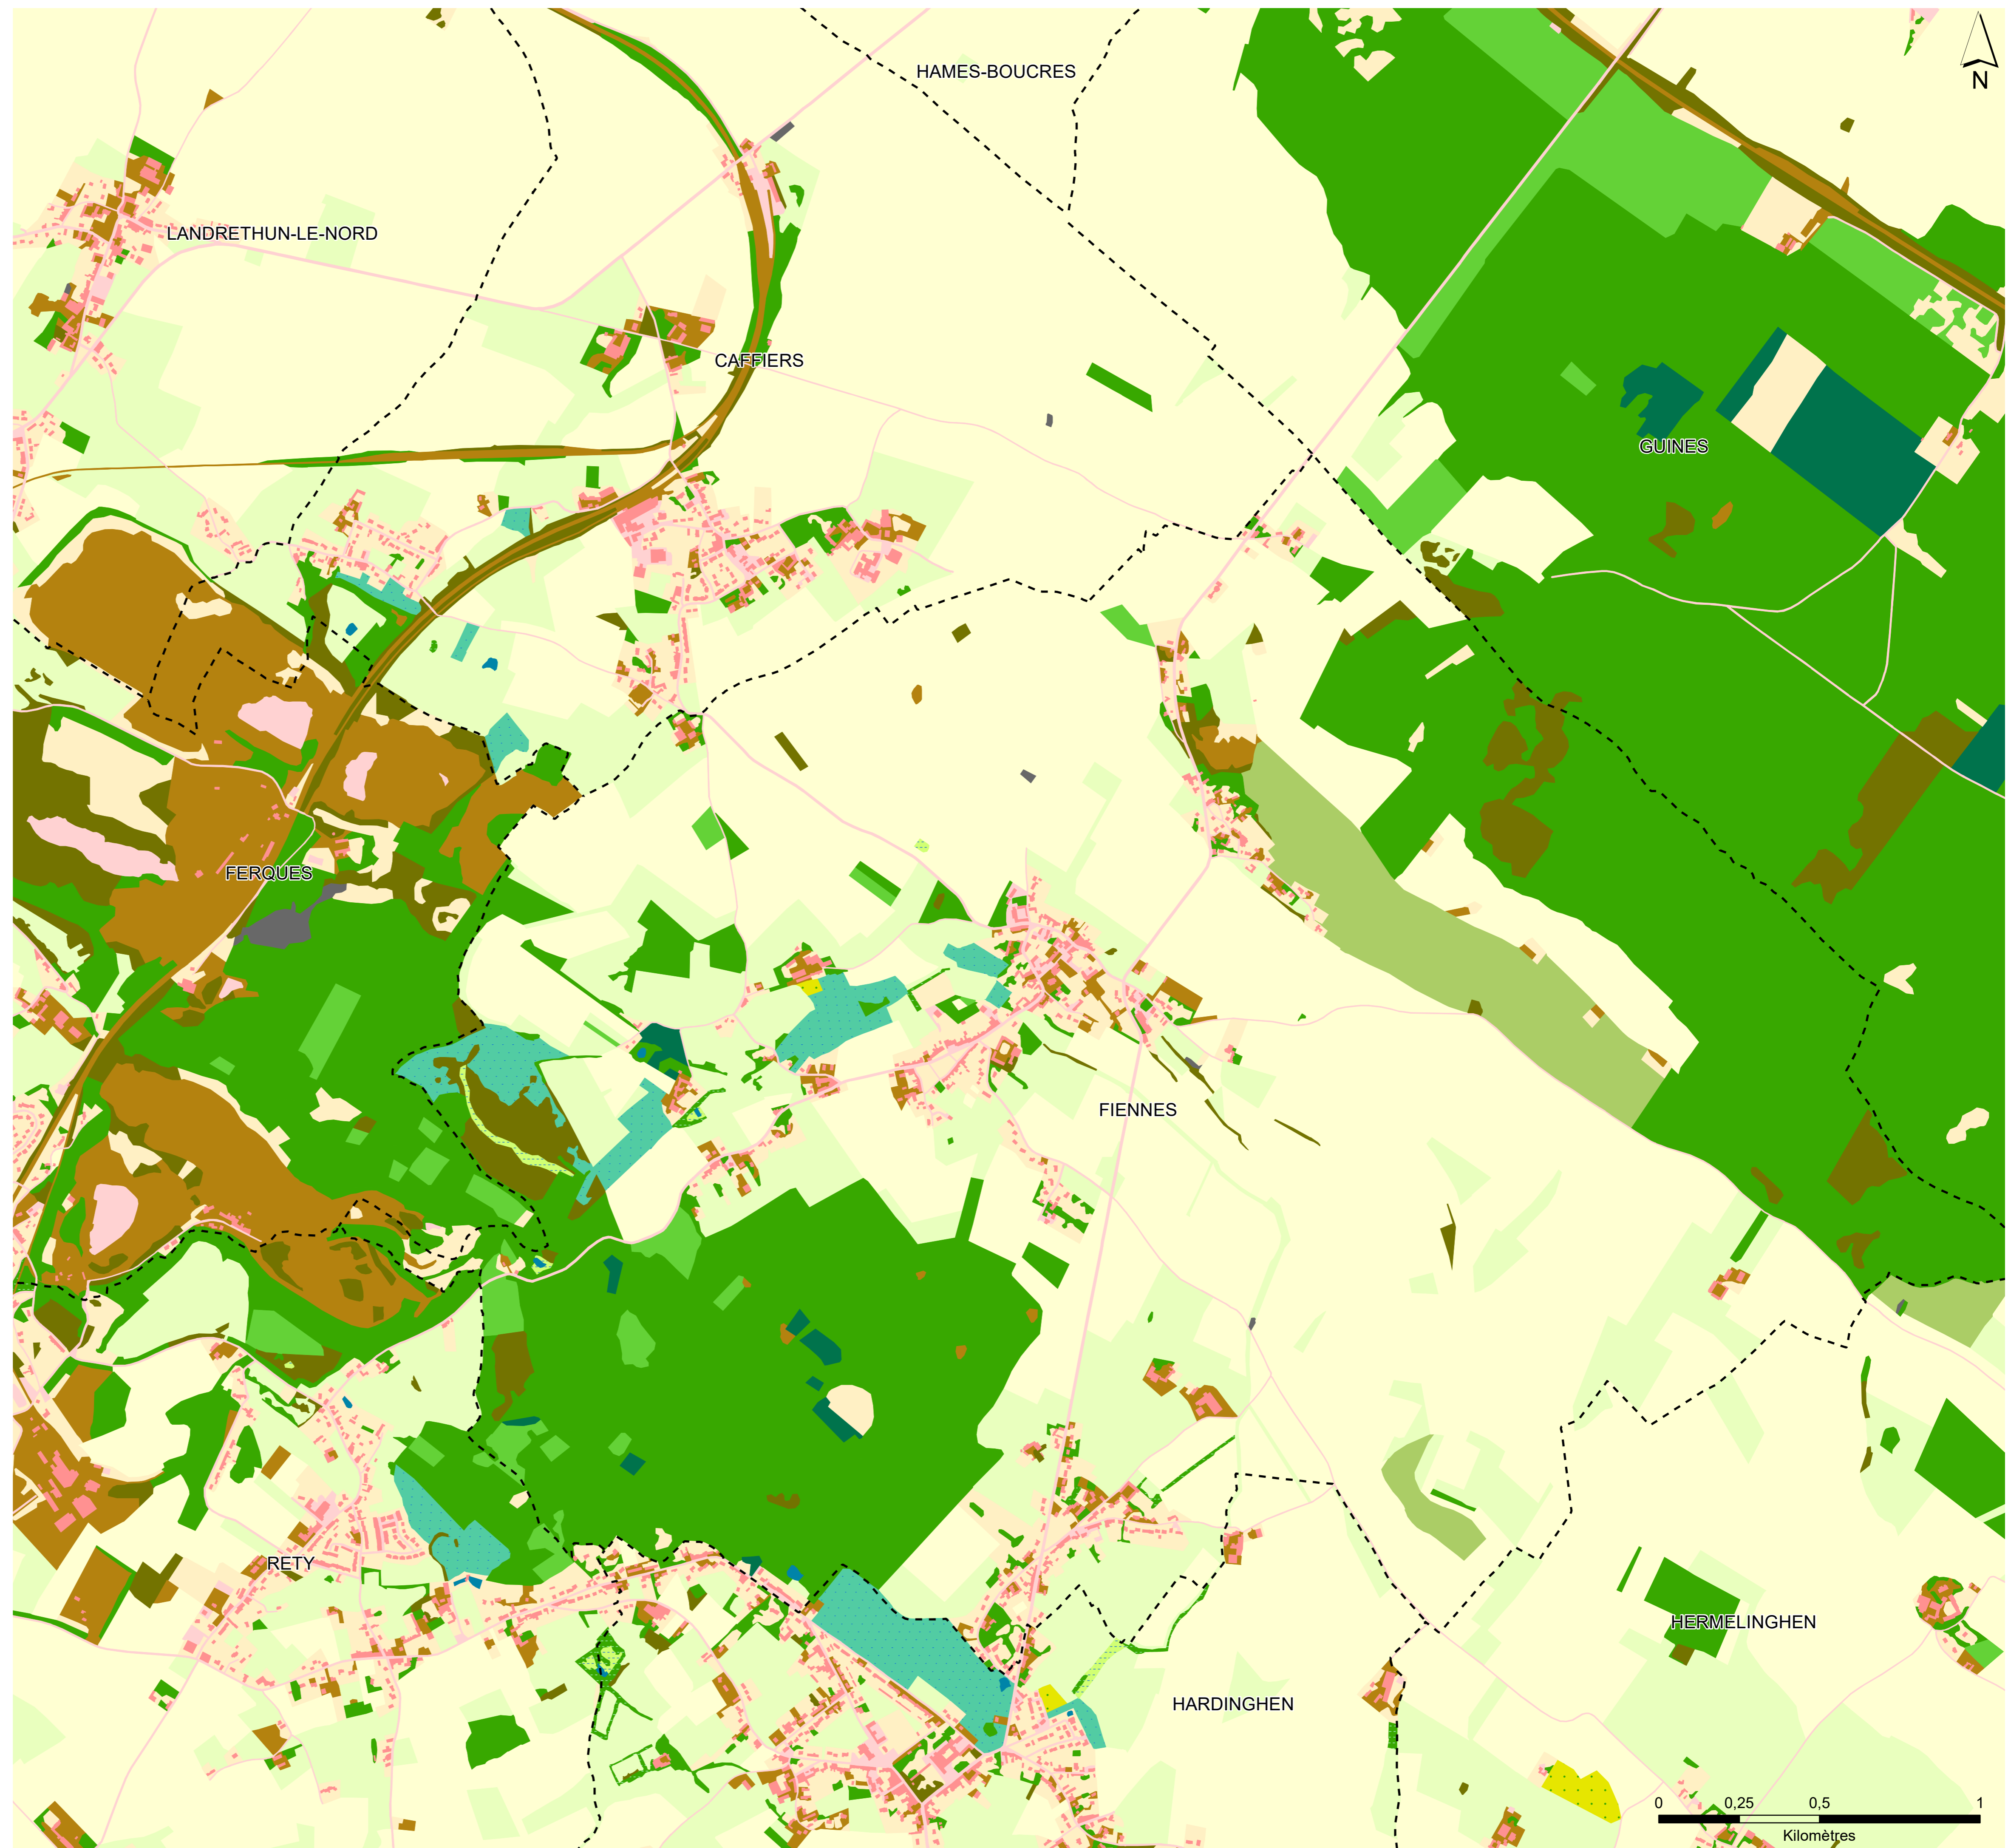 HAMES-BOUCRES
N
LANDRETHUN-LE-NORD
CAFFIERS
GUINES
FERQUES
FIENNES
RETY
HERMELINGHEN
HARDINGHEN
0 0,25 0,5 1
Kilomètres